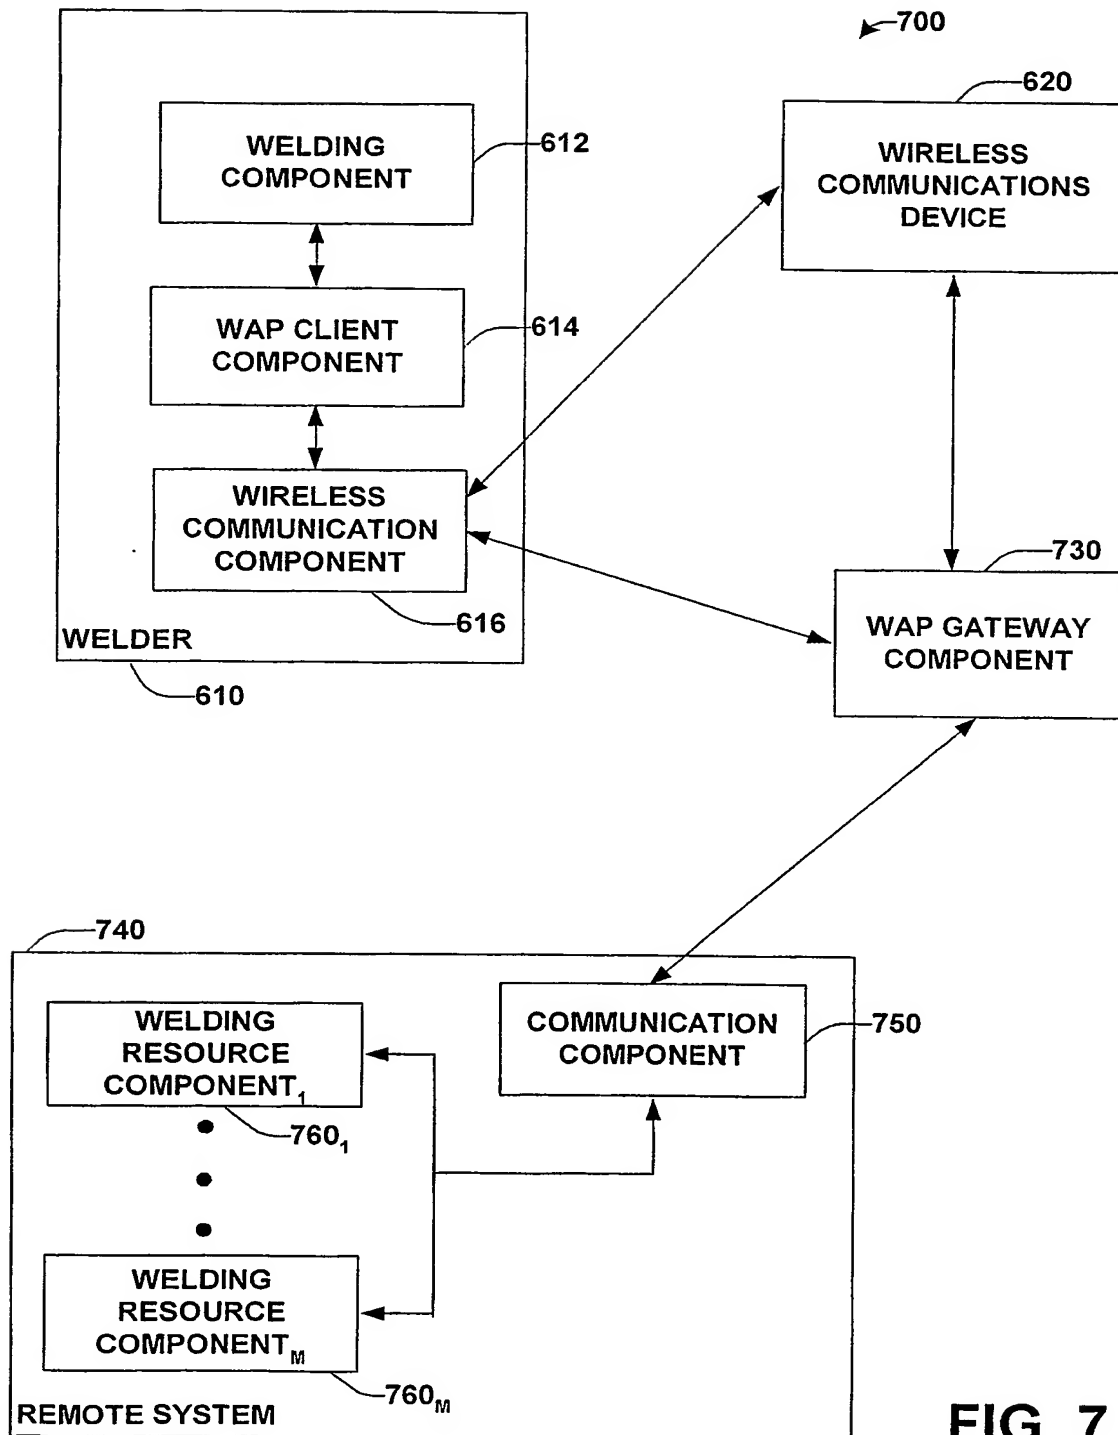 700
620
WELDING
COMPONENT
612
WIRELESS
COMMUNICATIONS
DEVICE
WAP CLIENT
COMPONENT
614
WIRELESS
COMMUNICATION
COMPONENT
616
WELDER
610
730
WAP GATEWAY
COMPONENT
740
WELDING
RESOURCE
COMPONENT1
7601
COMMUNICATION
COMPONENT
750
WELDING
RESOURCE
COMPONENTM
760M
REMOTE SYSTEM
FIG. 7